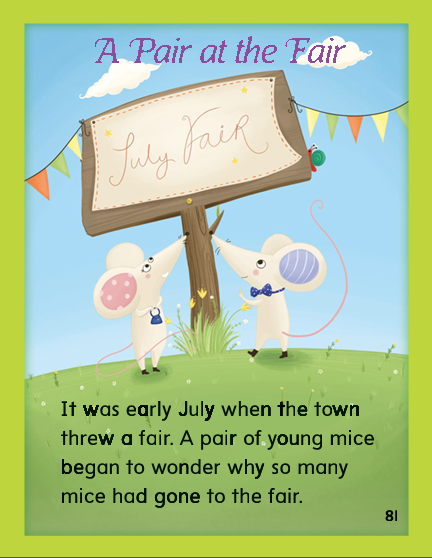 A Pair at the Fair
July FaiR
It was early July when the town
threw a fair. A pair of young mice
began to wonder why so many
mice had gone to the fair.
81